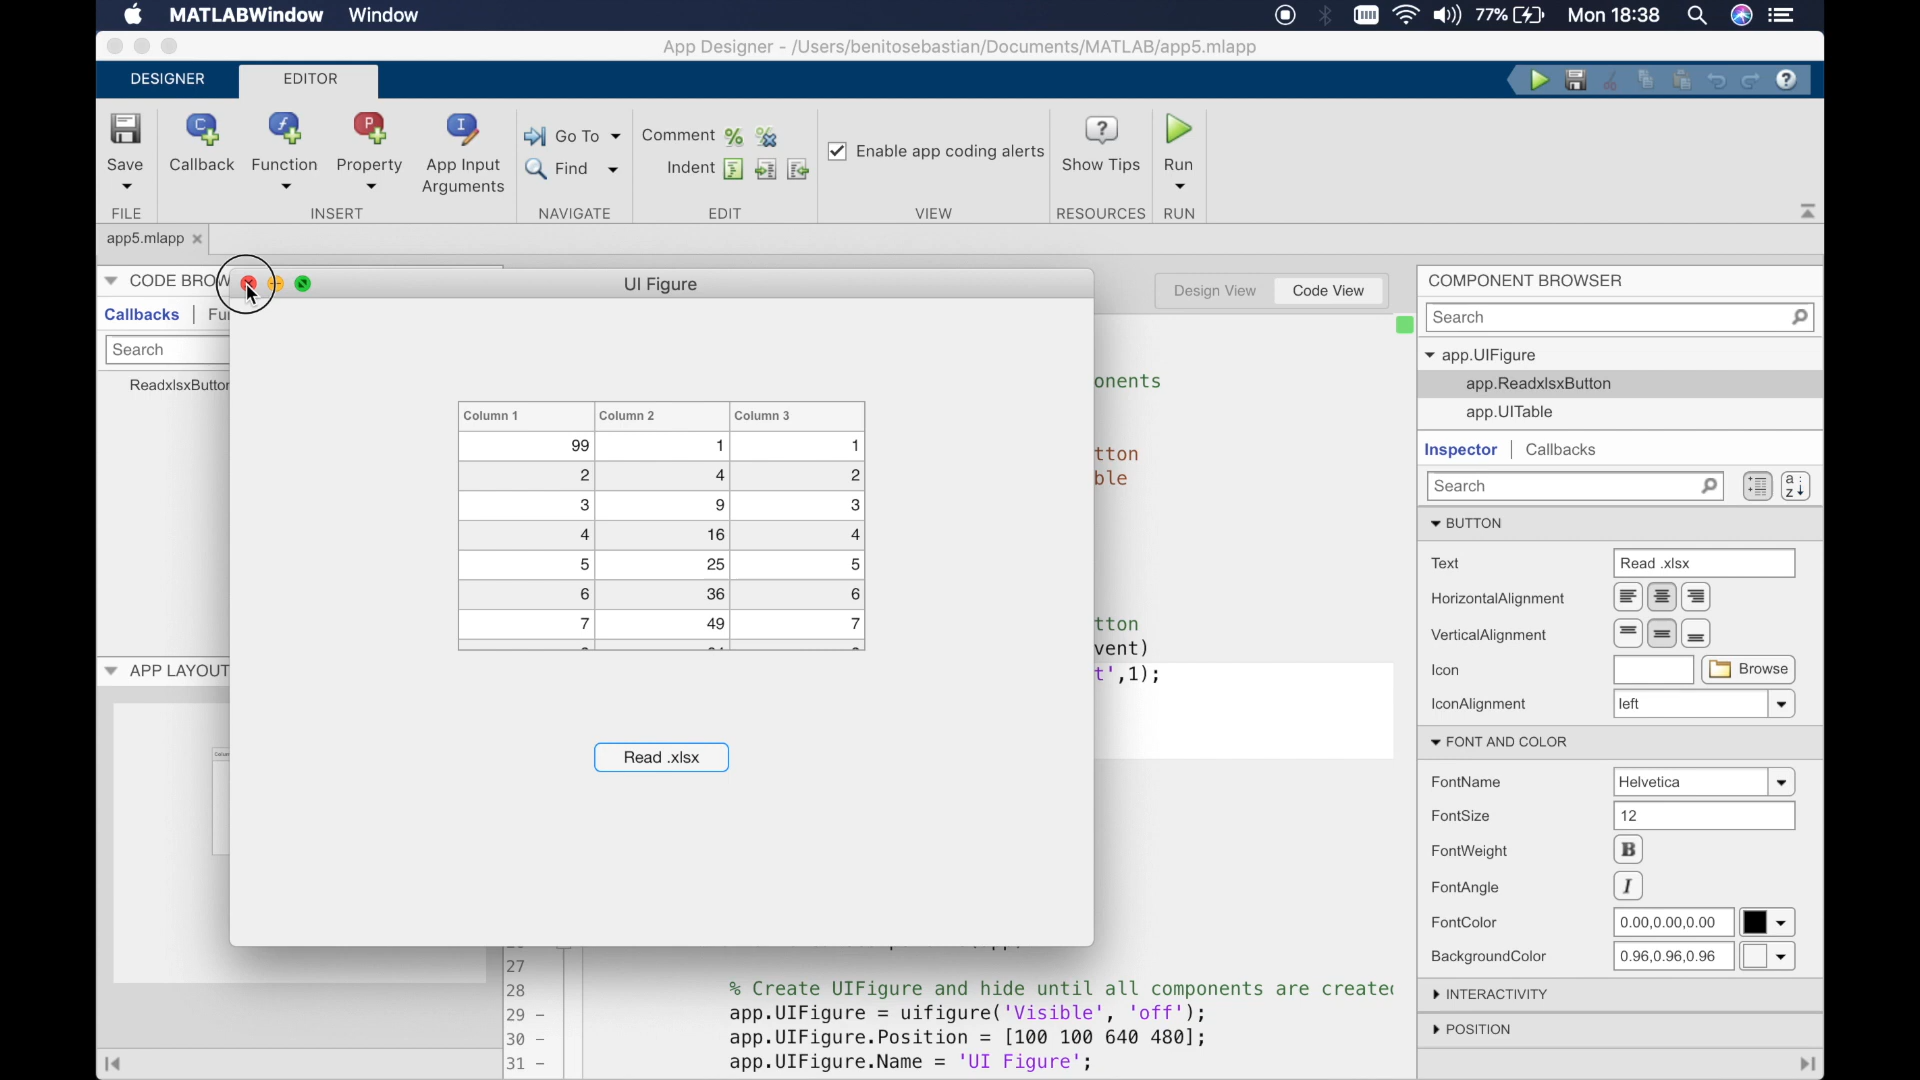 MATLABWindow Window 77% Mon 18:38
App Designer - /Users/benitosebastian/Documents/MATLAB/app5.mlapp
DESIGNER EDITOR
Save Callback Function Property App Input Arguments
Go To Comment
Find Indent
Enable app coding alerts
Show Tips Run
FILE INSERT NAVIGATE EDIT VIEW RESOURCES RUN
app5.mlapp
CODE BROW
Callbacks Fu
Search
ReadxlsxButton
APP LAYOUT
UI Figure
Column 1 Column 2 Column 3
99 1 1
2 4 2
3 9 3
4 16 4
5 25 5
6 36 6
7 49 7
Read .xlsx
Design View Code View
onents
tton
ble
tton
vent)
t',1);
27
28 % Create UIFigure and hide until all components are created
29 - app.UIFigure = uifigure('Visible', 'off');
30 - app.UIFigure.Position = [100 100 640 480];
31 - app.UIFigure.Name = 'UI Figure';
COMPONENT BROWSER
Search
app.UIFigure
app.ReadxlsxButton
app.UITable
Inspector Callbacks
Search
BUTTON
Text Read .xlsx
HorizontalAlignment
VerticalAlignment
Icon Browse
IconAlignment left
FONT AND COLOR
FontName Helvetica
FontSize 12
FontWeight B
FontAngle I
FontColor 0.00,0.00,0.00
BackgroundColor 0.96,0.96,0.96
INTERACTIVITY
POSITION